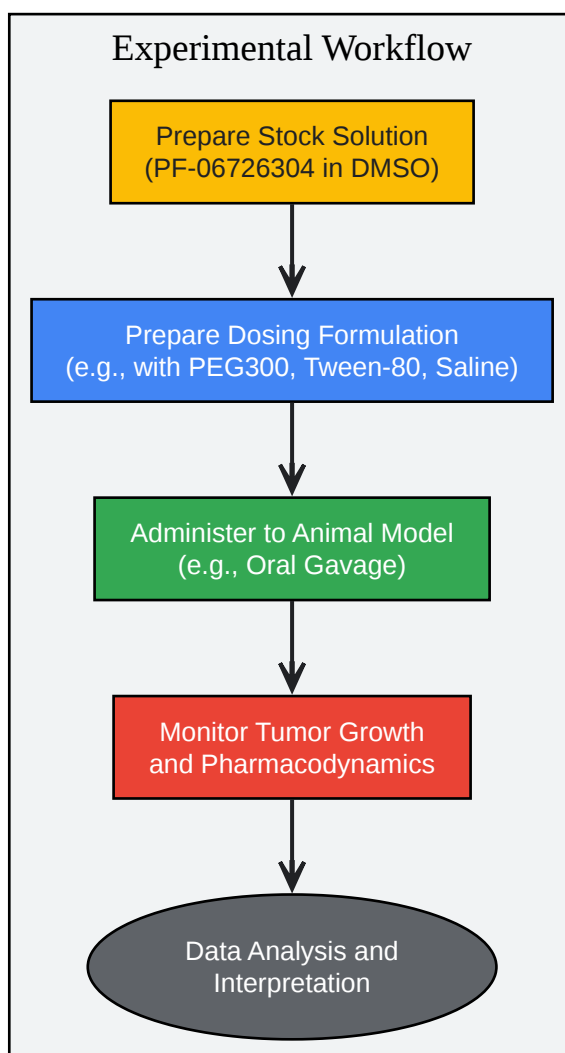 Experimental Workflow
Prepare Stock Solution
(PF-06726304 in DMSO)
Prepare Dosing Formulation
(e.g., with PEG300, Tween-80, Saline)
Administer to Animal Model
(e.g., Oral Gavage)
Monitor Tumor Growth
and Pharmacodynamics
Data Analysis and
Interpretation